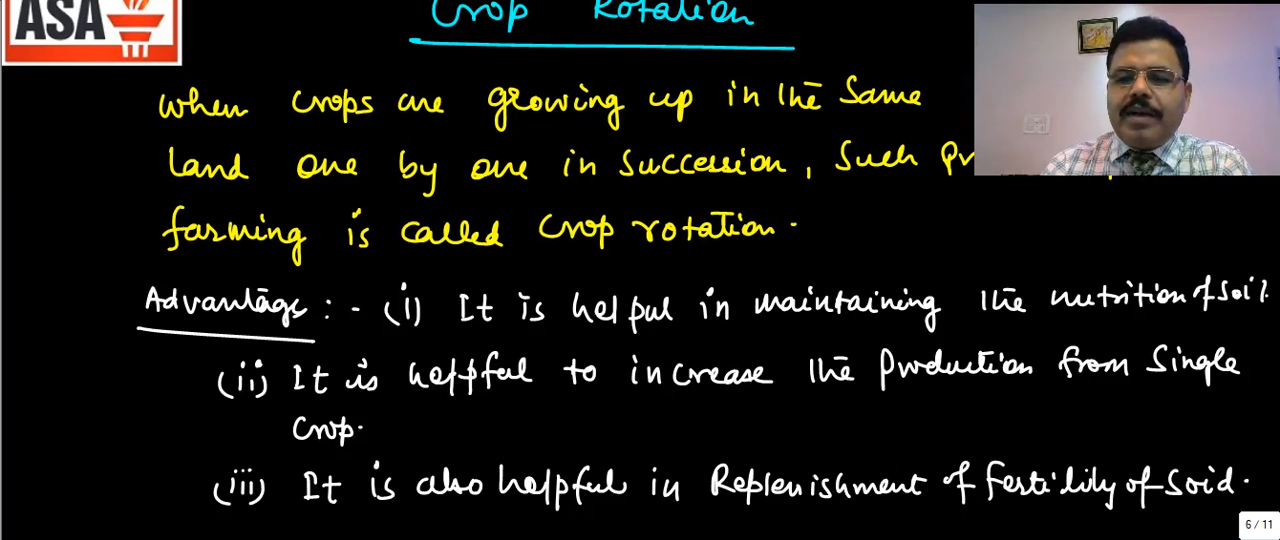 ASA
Crop Rotation
when crops are growing up in the Same
land one by one in Succession, Such
farming is called Crop rotation.
Advantage :- (i) It is helpul in maintaining the nutrition of Soil.
(ii) It is helpful to increase the Production from Single
Crop.
(iii) It is also helpful in Replenishment of fertility of Soid.
6 / 11